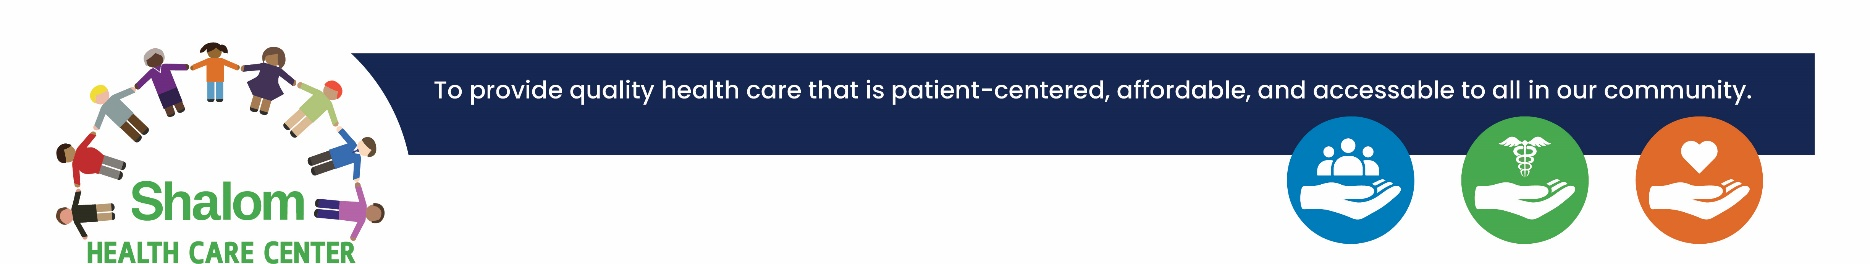 To provide quality health care that is patient-centered, affordable, and accessable to all in our community.
Shalom
HEALTH CARE CENTER